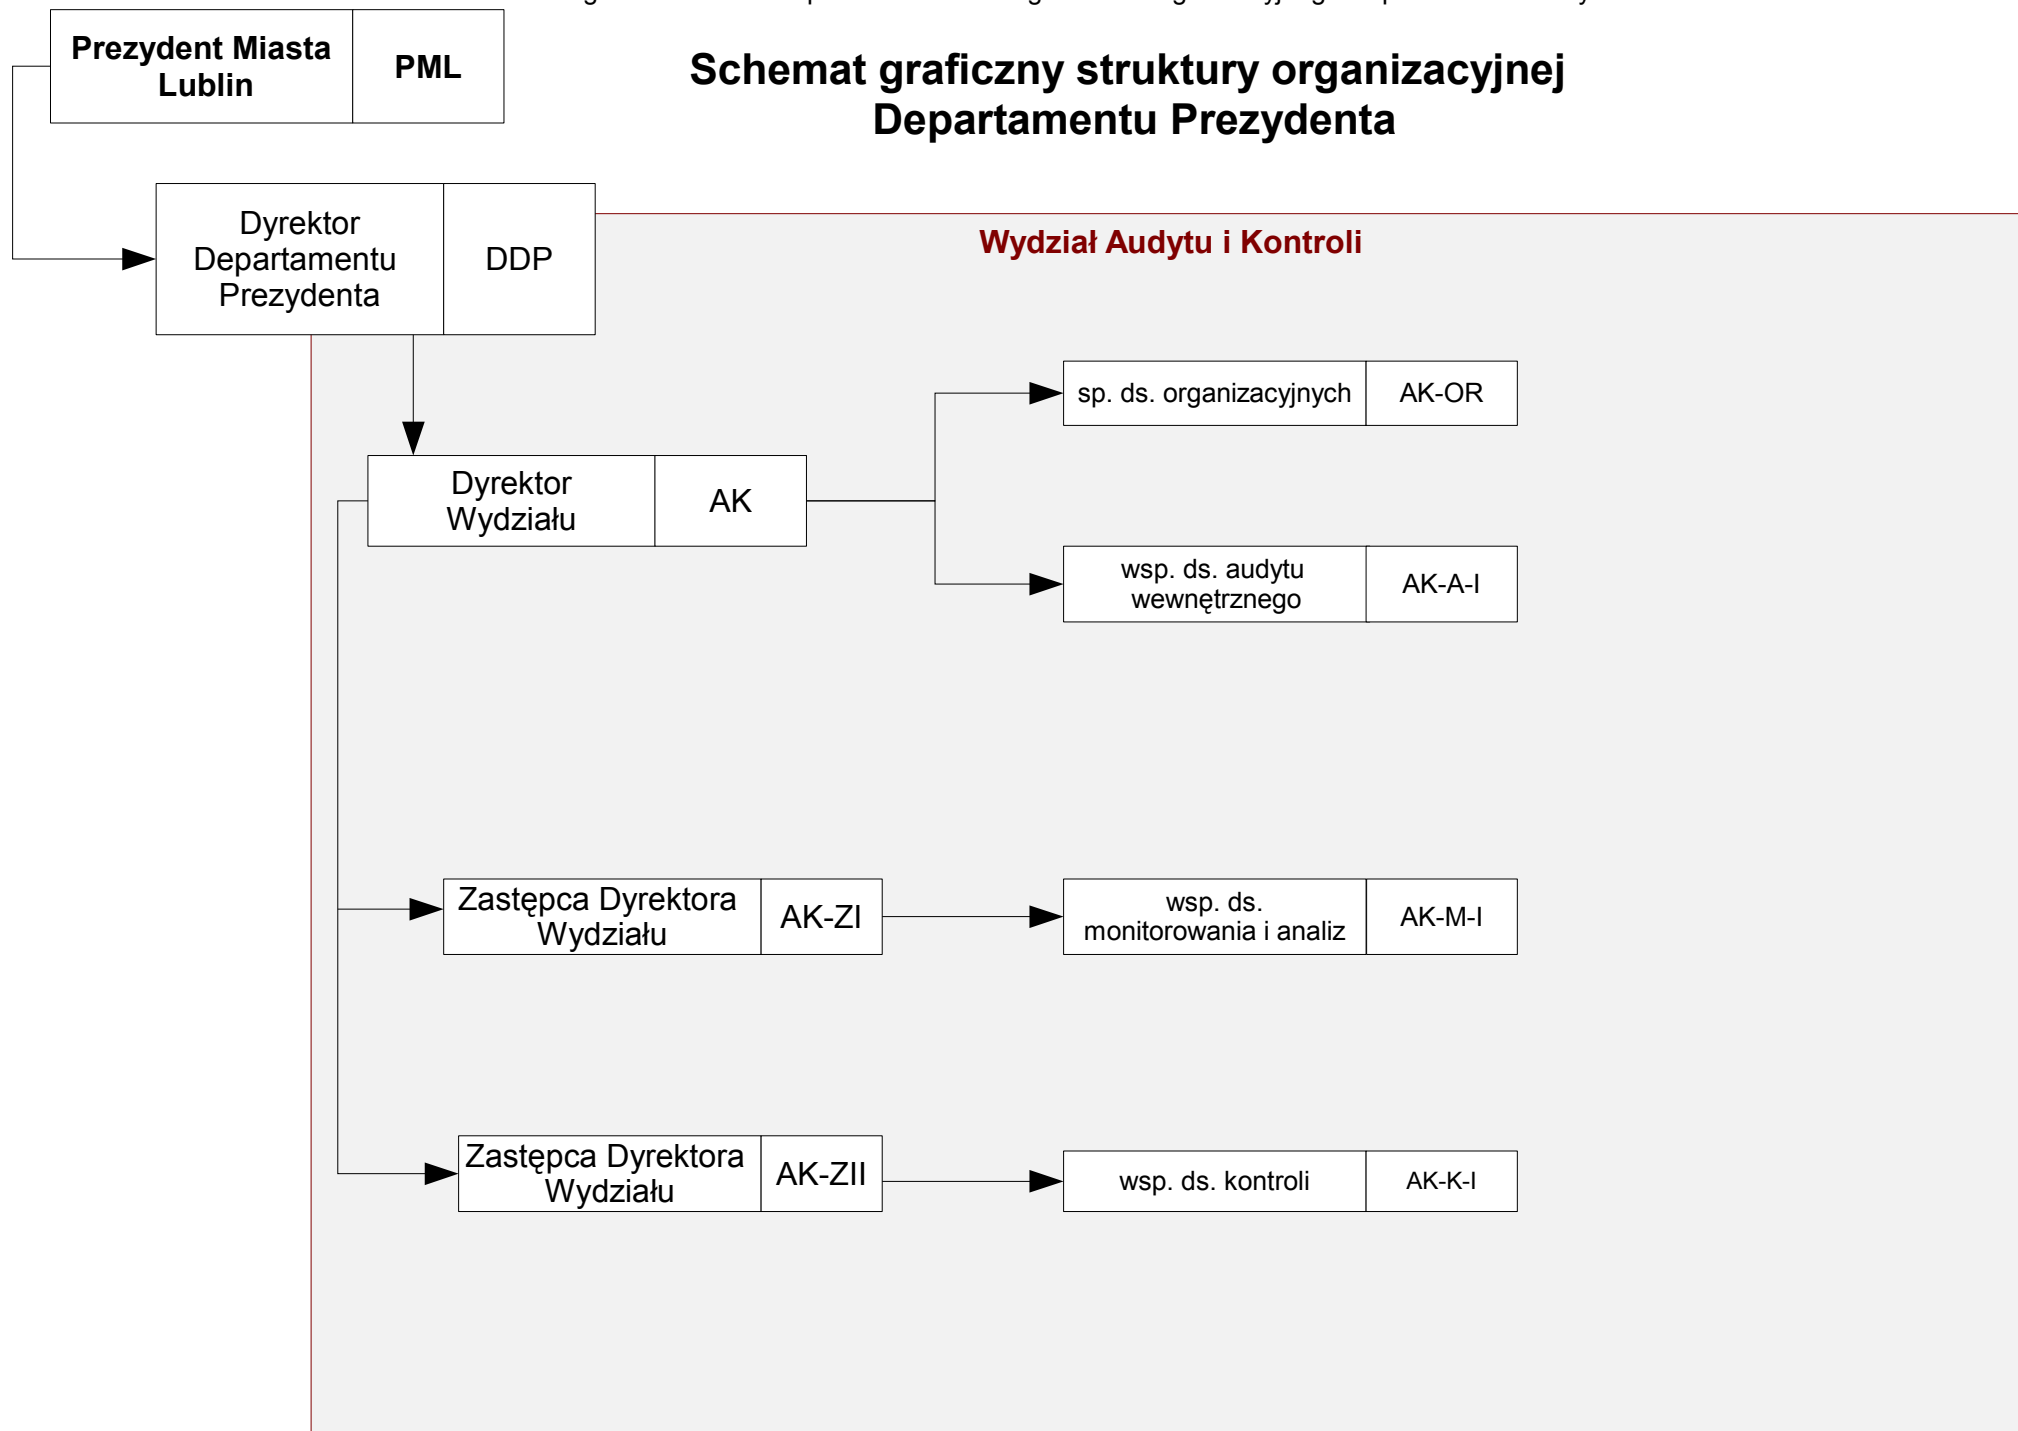 Prezydent Miasta
Lublin
PML
Schemat graficzny struktury organizacyjnej
Departamentu Prezydenta
Dyrektor
Departamentu
Prezydenta
DDP
Wydział Audytu i Kontroli
sp. ds. organizacyjnych
AK-OR
Dyrektor
Wydziału
AK
wsp. ds. audytu
wewnętrznego
AK-A-I
Zastępca Dyrektora
Wydziału
AK-ZI
wsp. ds.
monitorowania i analiz
AK-M-I
Zastępca Dyrektora
Wydziału
AK-ZII
wsp. ds. kontroli
AK-K-I